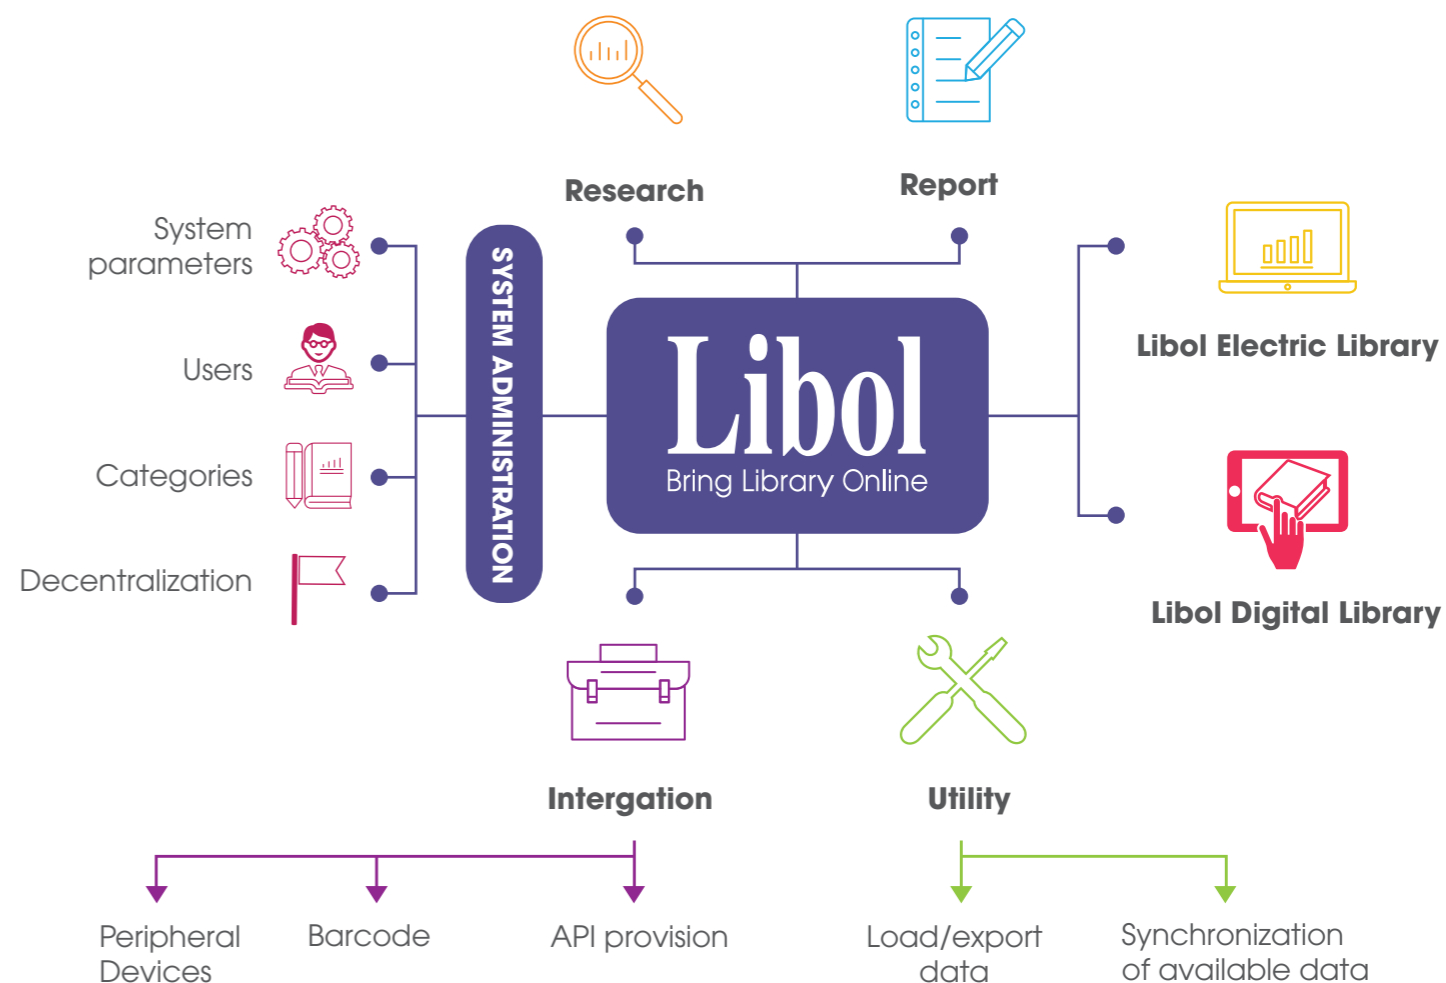 Research
Report
System
parameters
Users
Categories
Decentralization
SYSTEM ADMINISTRATION
Libol
Bring Library Online
Libol Electric Library
Libol Digital Library
Intergation
Utility
Peripheral
Devices
Barcode
API provision
Load/export
data
Synchronization
of available data